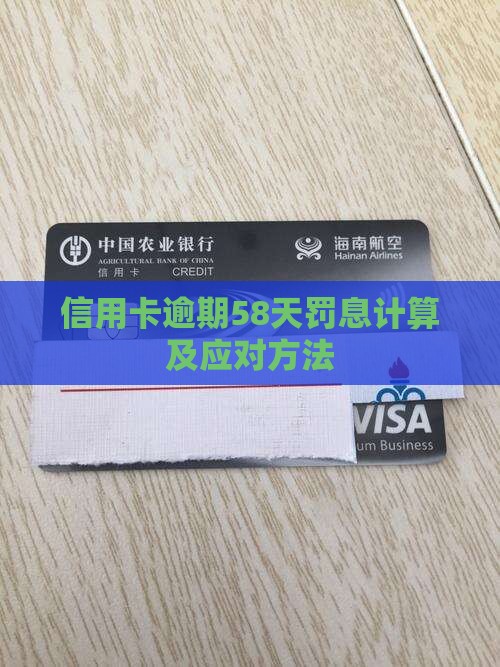 中国农业银行
AGRICULTURAL BANK OF CHINA
信用卡 CREDIT
海南航空
Hainan Airlines
信用卡逾期58天罚息计算
及应对方法
VISA
um Business